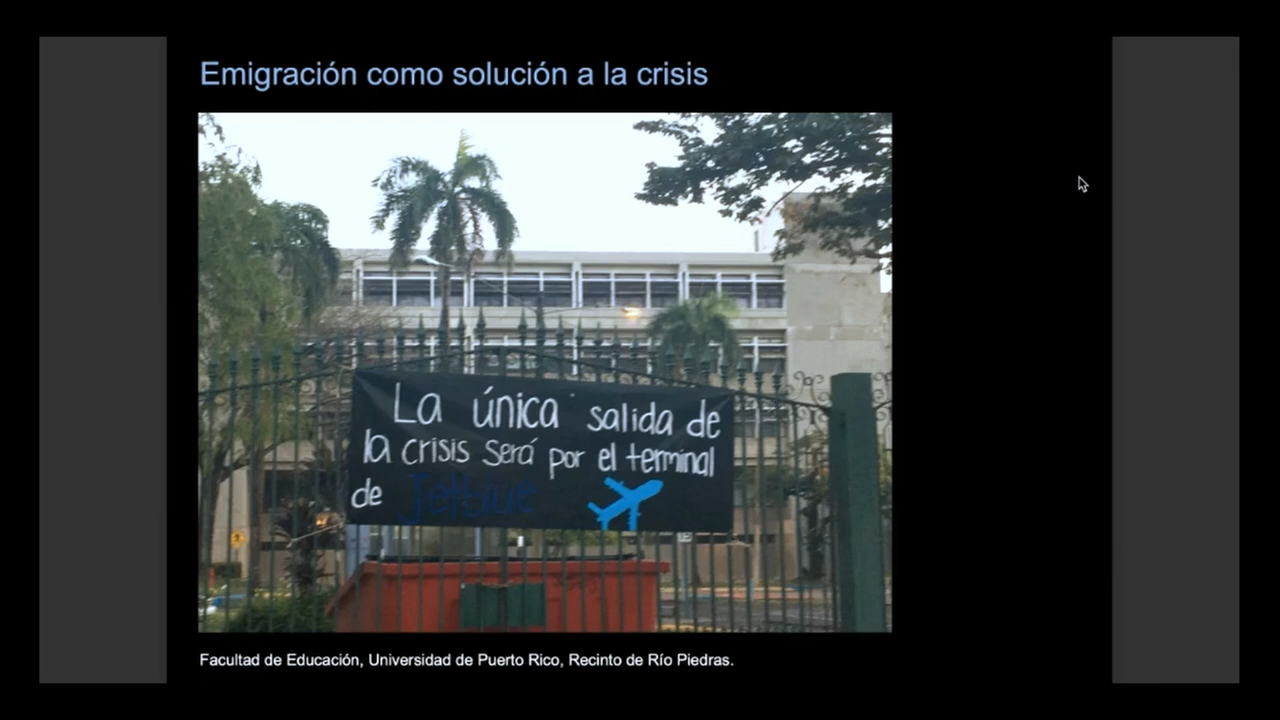 Emigración como solución a la crisis
La única salida de
la crisis será por el terminal
de Jetblue
Facultad de Educación, Universidad de Puerto Rico, Recinto de Río Piedras.